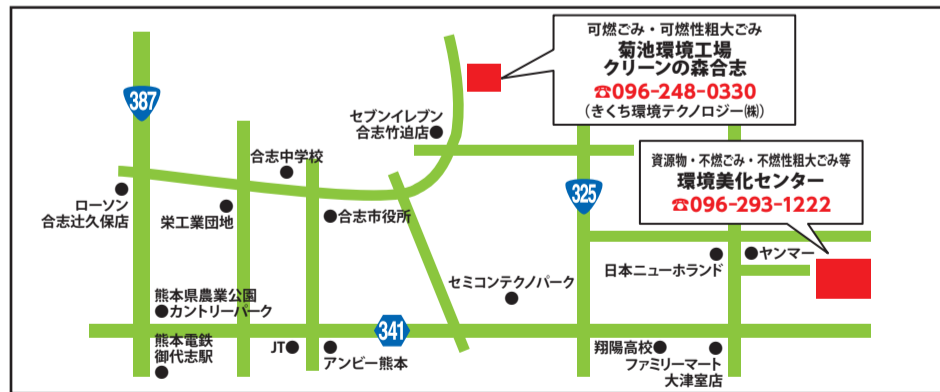 可燃ごみ・可燃性粗大ごみ
菊池環境工場
クリーンの森合志
☎096-248-0330
(きくち環境テクノロジー㈱)
387
セブンイレブン
合志竹迫店
資源物・不燃ごみ・不燃性粗大ごみ等
環境美化センター
☎096-293-1222
合志中学校
325
ローソン
合志辻久保店
栄工業団地
合志市役所
ヤンマー
日本ニューホランド
セミコンテクノパーク
熊本県農業公園
カントリーパーク
341
熊本電鉄
御代志駅
JT
アンビー熊本
翔陽高校
ファミリーマート
大津室店